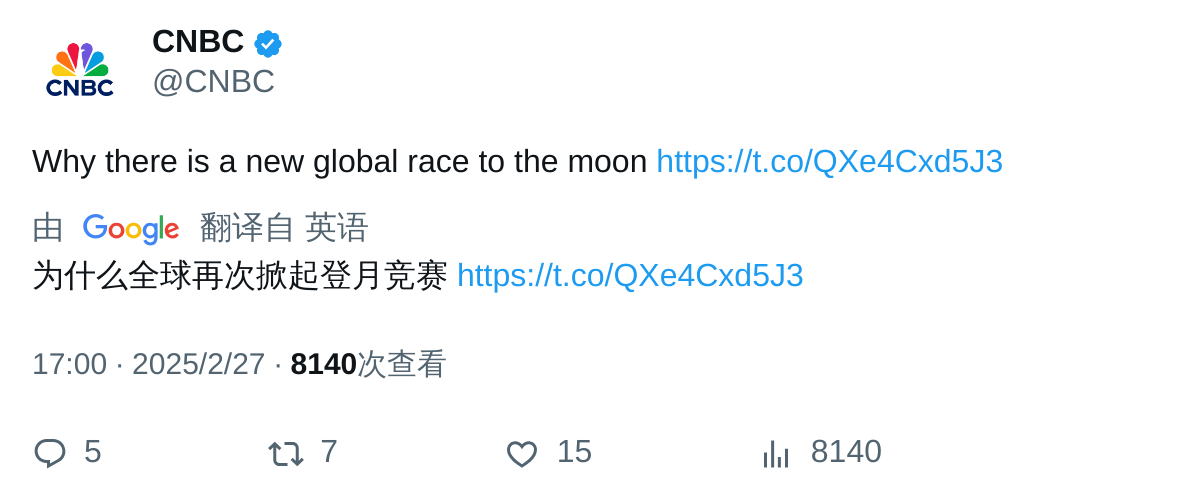 CNBC
CNBC
@CNBC
Why there is a new global race to the moon https://t.co/QXe4Cxd5J3
由 Google 翻译自 英语
为什么全球再次掀起登月竞赛 https://t.co/QXe4Cxd5J3
17:00 · 2025/2/27 · 8140次查看
5 7 15 8140